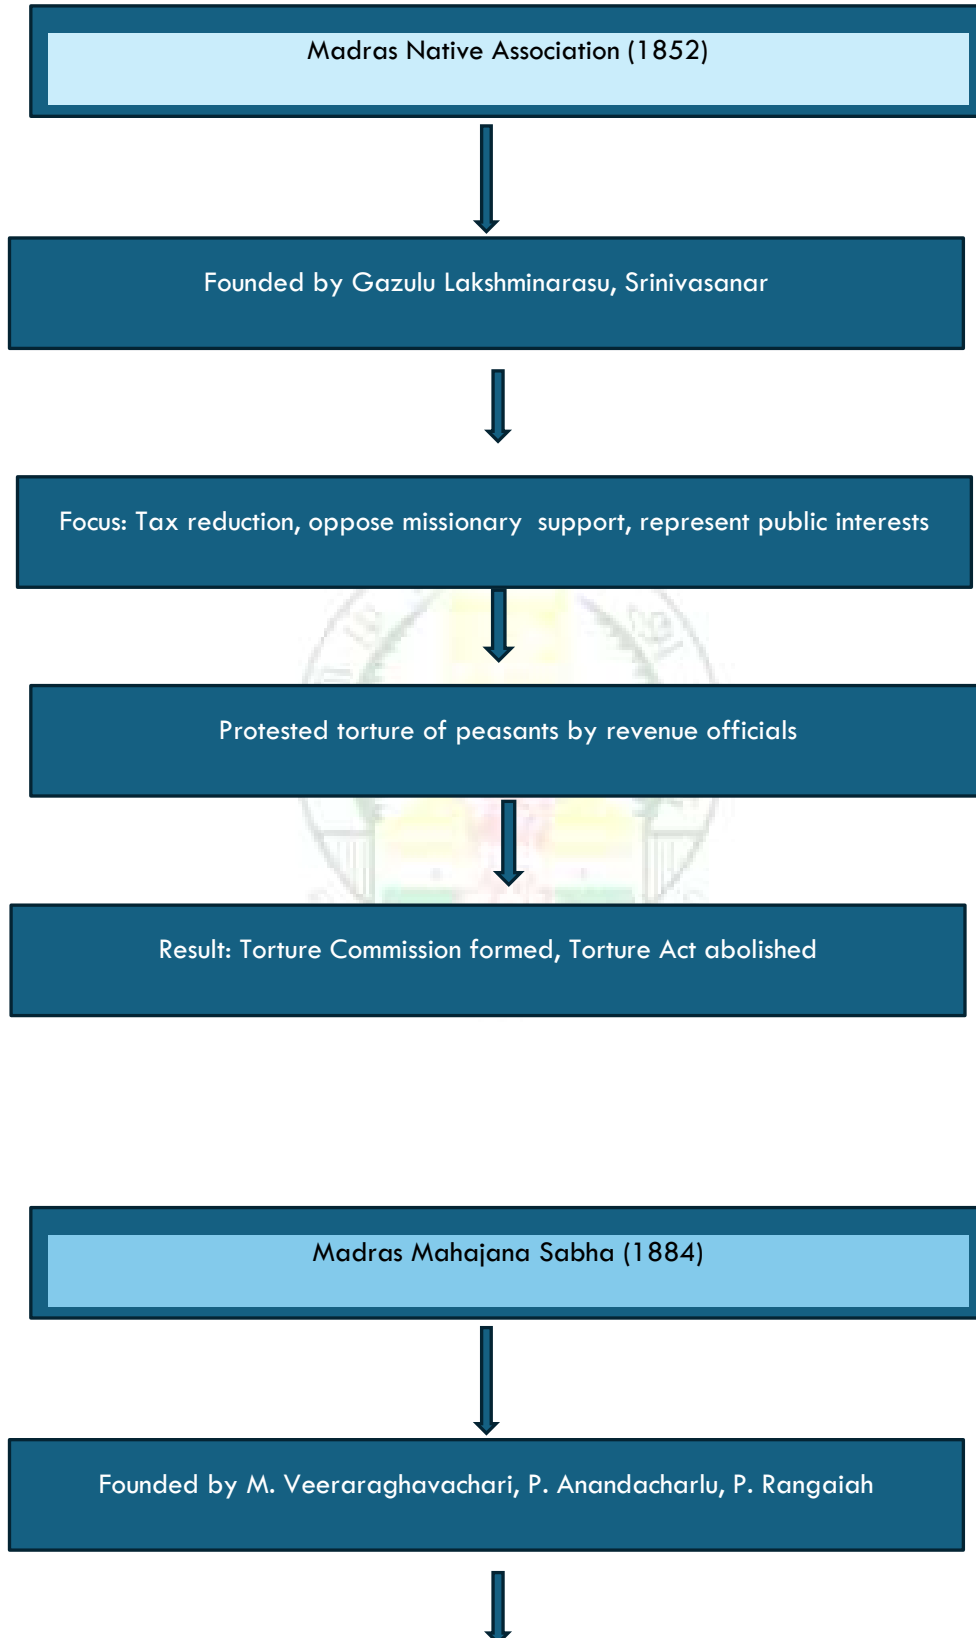 Madras Native Association (1852)
Founded by Gazulu Lakshminarasu, Srinivasanar
Focus: Tax reduction, oppose missionary  support, represent public interests
Protested torture of peasants by revenue officials
Result: Torture Commission formed, Torture Act abolished
Madras Mahajana Sabha (1884)
Founded by M. Veeraraghavachari, P. Anandacharlu, P. Rangaiah